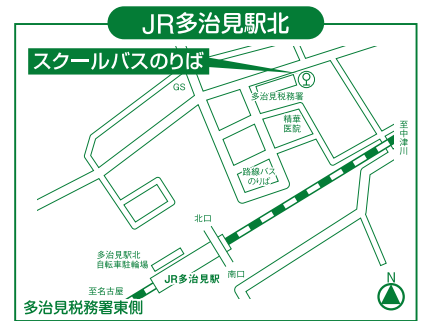 JR多治見駅北
スクールバスのりば
GS
多治見税務署
精華
医院
至中津川
路線バス
のりば
北口
多治見駅北
自転車駐輪場
JR多治見駅
南口
至名古屋
N
多治見税務署東側